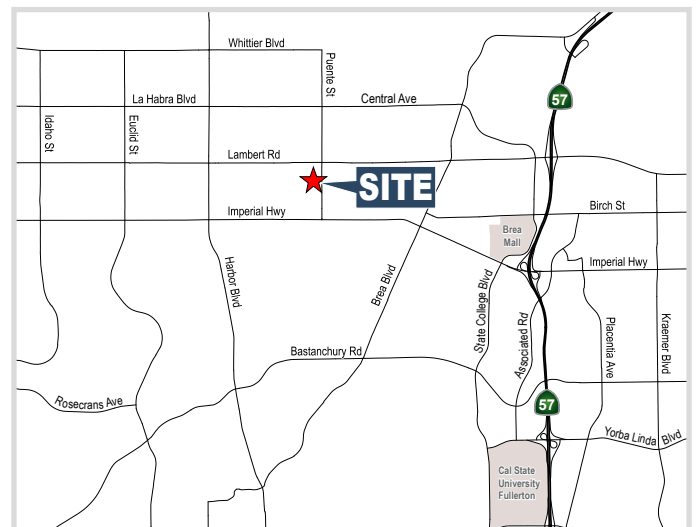 Whittier Blvd
Puente St
57
La Habra Blvd
Central Ave
Idaho St
Euclid St
Lambert Rd
SITE
Imperial Hwy
Birch St
Brea
Mall
Harbor Blvd
Brea Blvd
State College Blvd
Associated Rd
Imperial Hwy
Placentia Ave
Kraemer Blvd
Bastanchury Rd
Rosecrans Ave
57
Yorba Linda Blvd
Cal State
University
Fullerton